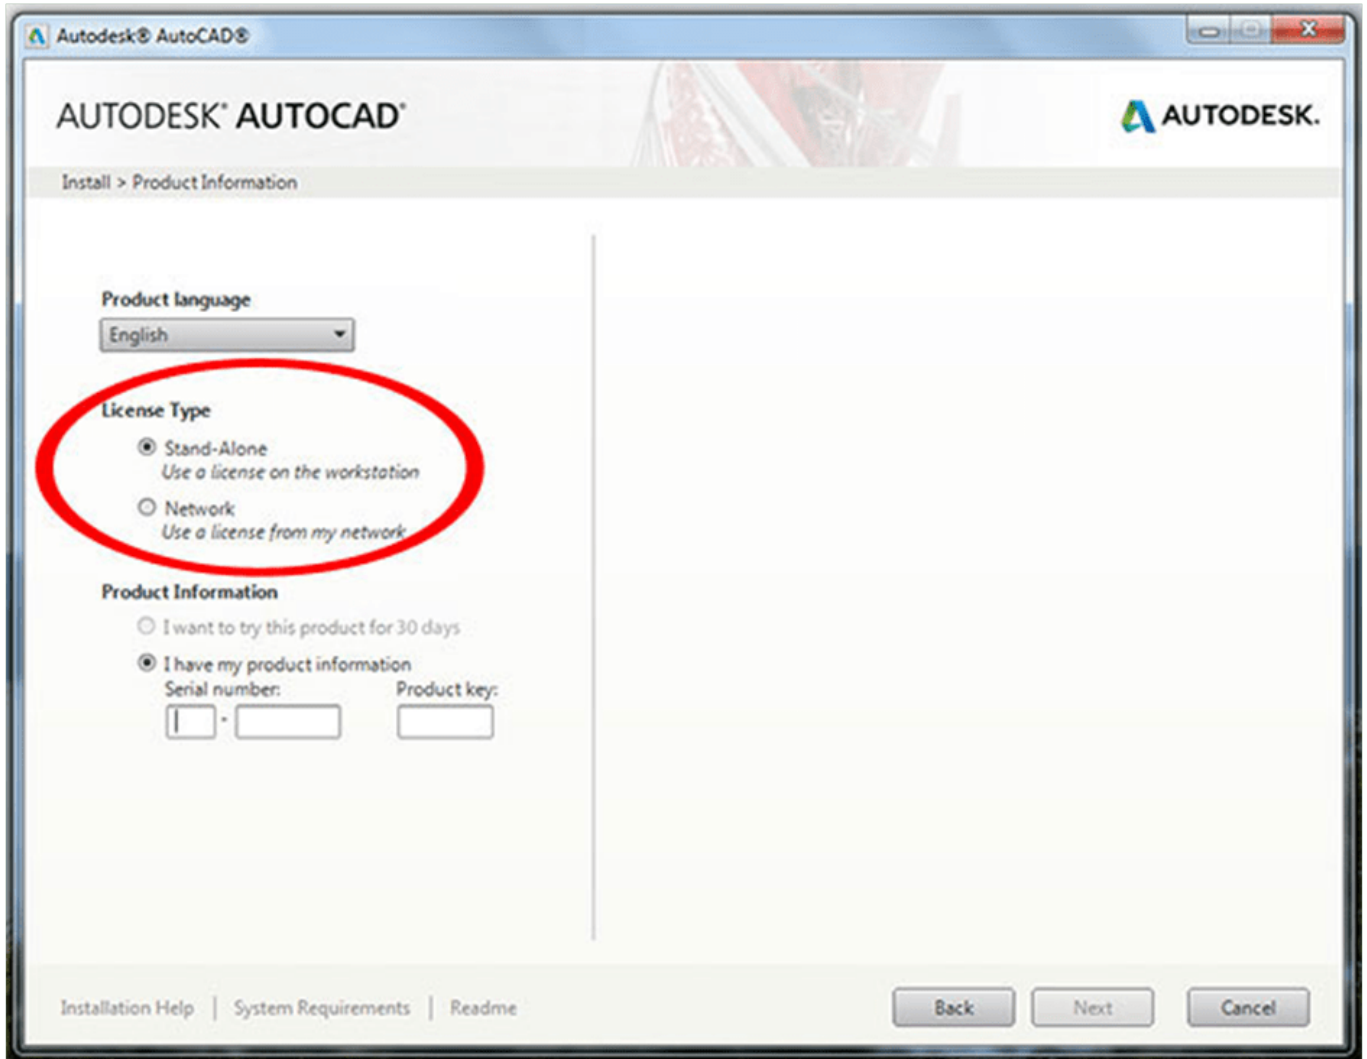 Autodesk® AutoCAD®
AUTODESK® AUTOCAD®
AUTODESK.
Install > Product Information
Product language
English
License Type
Stand-Alone
Use a license on the workstation
Network
Use a license from my network
Product Information
I want to try this product for 30 days
I have my product information
Serial number: Product key:
-
Installation Help | System Requirements | Readme
Back Next Cancel